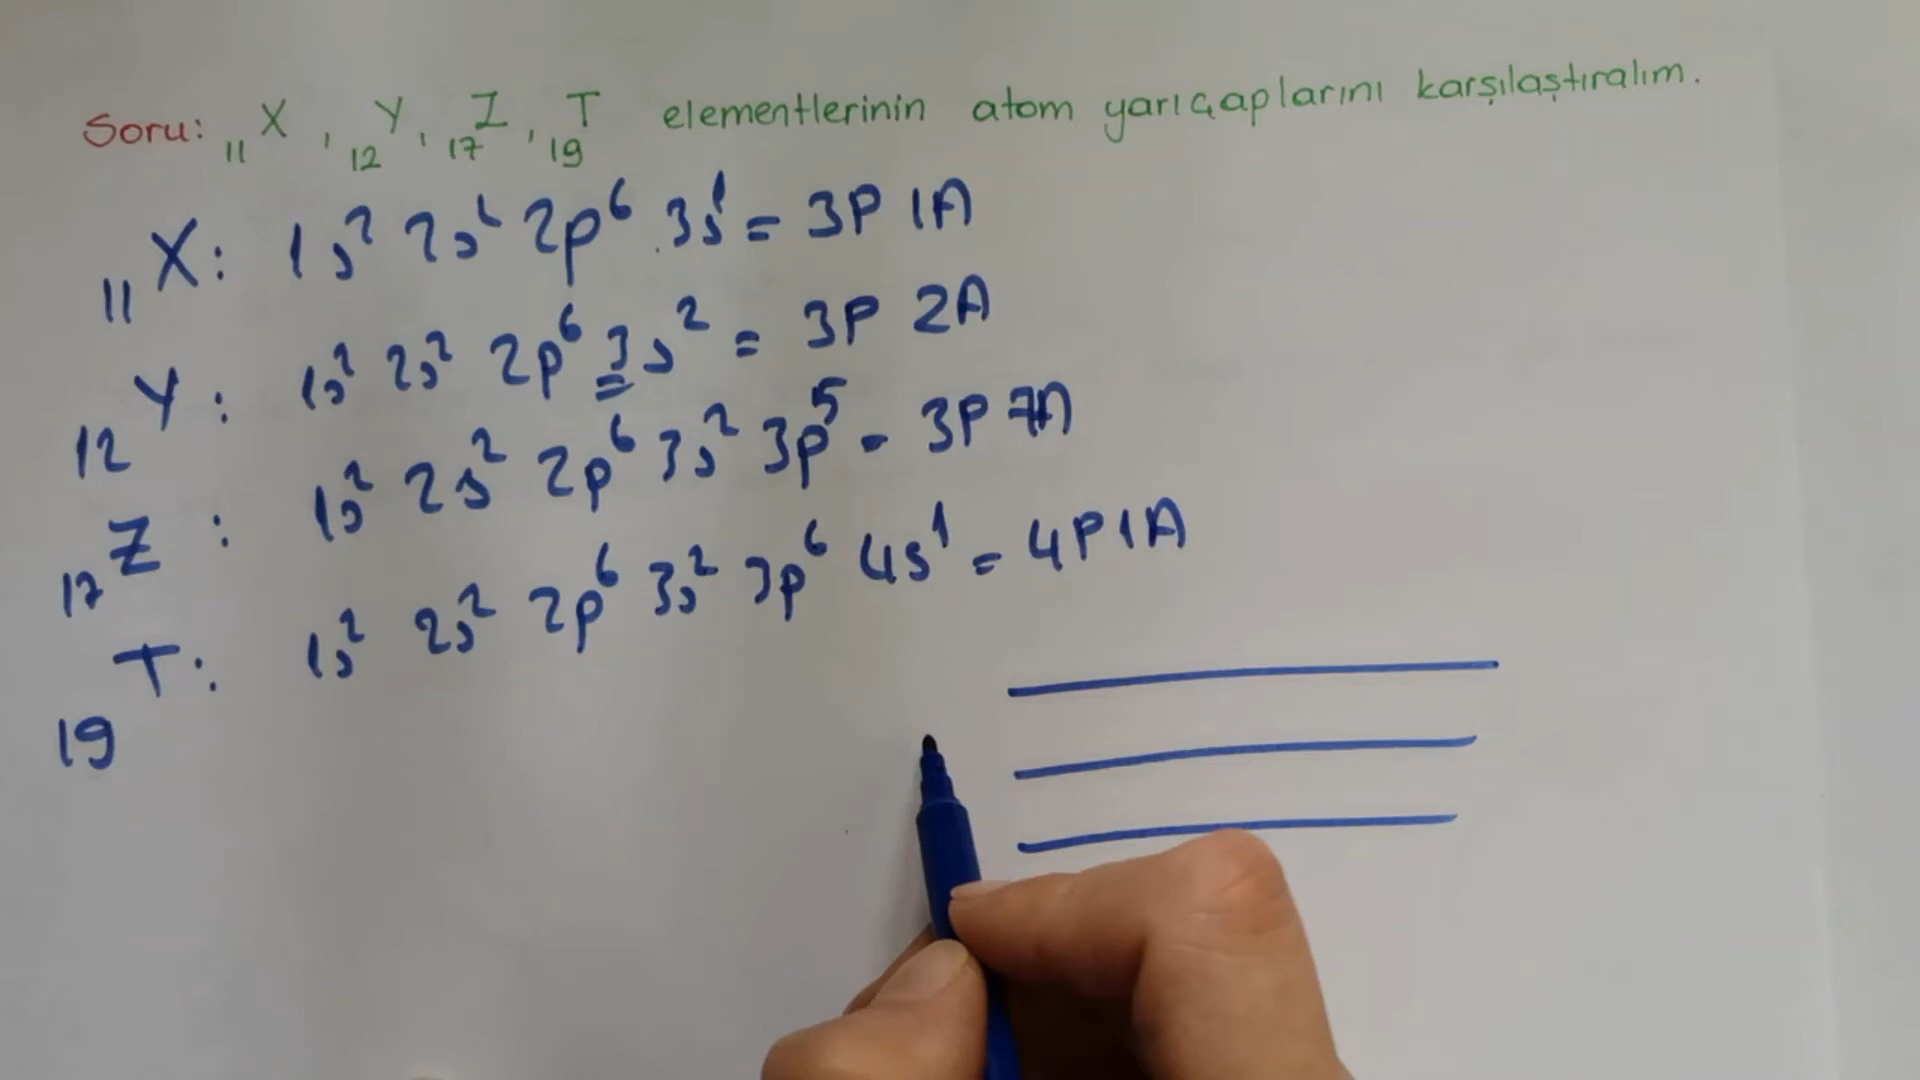 Soru: ₁₁X, ₁₂Y, ₁₇Z, ₁₉T elementlerinin atom yarıçaplarını karşılaştıralım.
₁₁X: 1s² 2s⁶ 2p⁶ 3s¹ = 3P 1A
₁₂Y: 1s² 2s² 2p⁶ 3s² = 3P 2A
₁₇Z: 1s² 2s² 2p⁶ 3s² 3p⁵ - 3P 7A
₁₉T: 1s² 2s² 2p⁶ 3s² 3p⁶ 4s¹ = 4P 1A